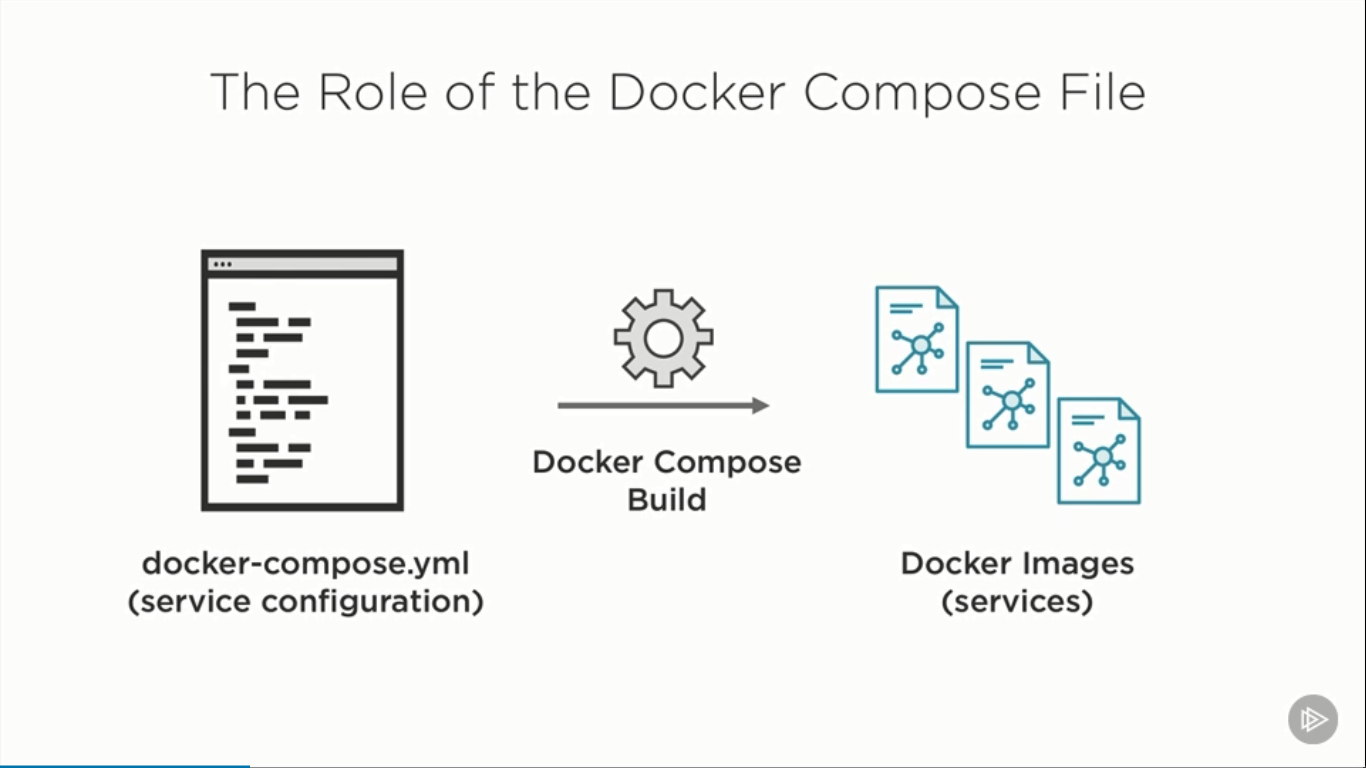 The Role of the Docker Compose File
Docker Compose
Build
docker-compose.yml
(service configuration)
Docker Images
(services)